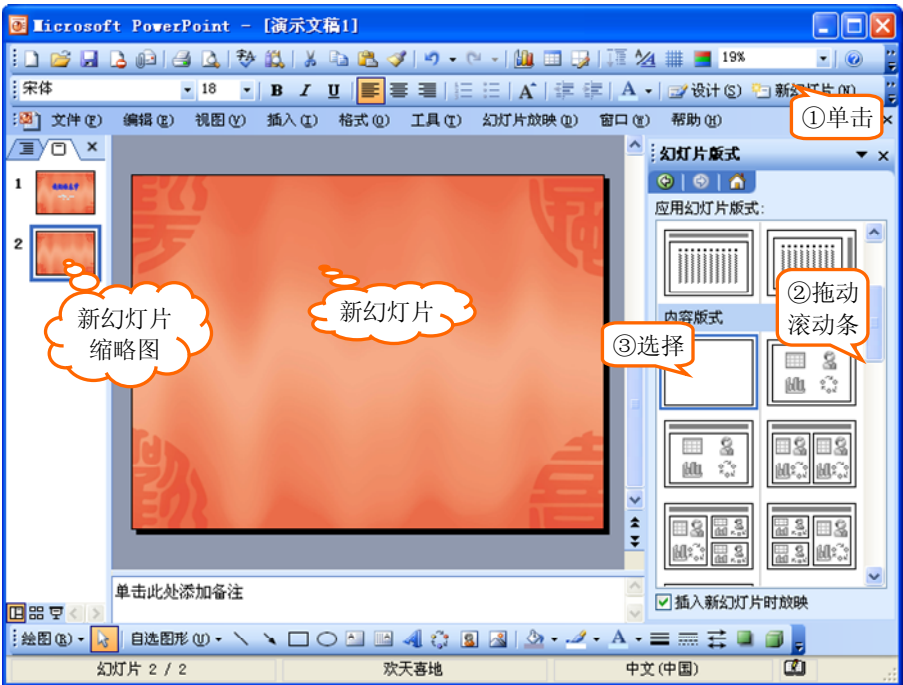 Microsoft PowerPoint - [演示文稿1]
19%
宋体 18 B I U A A 设计(S) 新幻灯片(N)
文件(F) 编辑(E) 视图(V) 插入(I) 格式(O) 工具(T) 幻灯片放映(D) 窗口(W) 帮助(H)
①单击
幻灯片版式
应用幻灯片版式:
1
2
新幻灯片
缩略图
新幻灯片
②拖动
滚动条
内容版式
③选择
单击此处添加备注
插入新幻灯片时放映
绘图(R) 自选图形(U) A
幻灯片 2 / 2 欢天喜地 中文(中国)